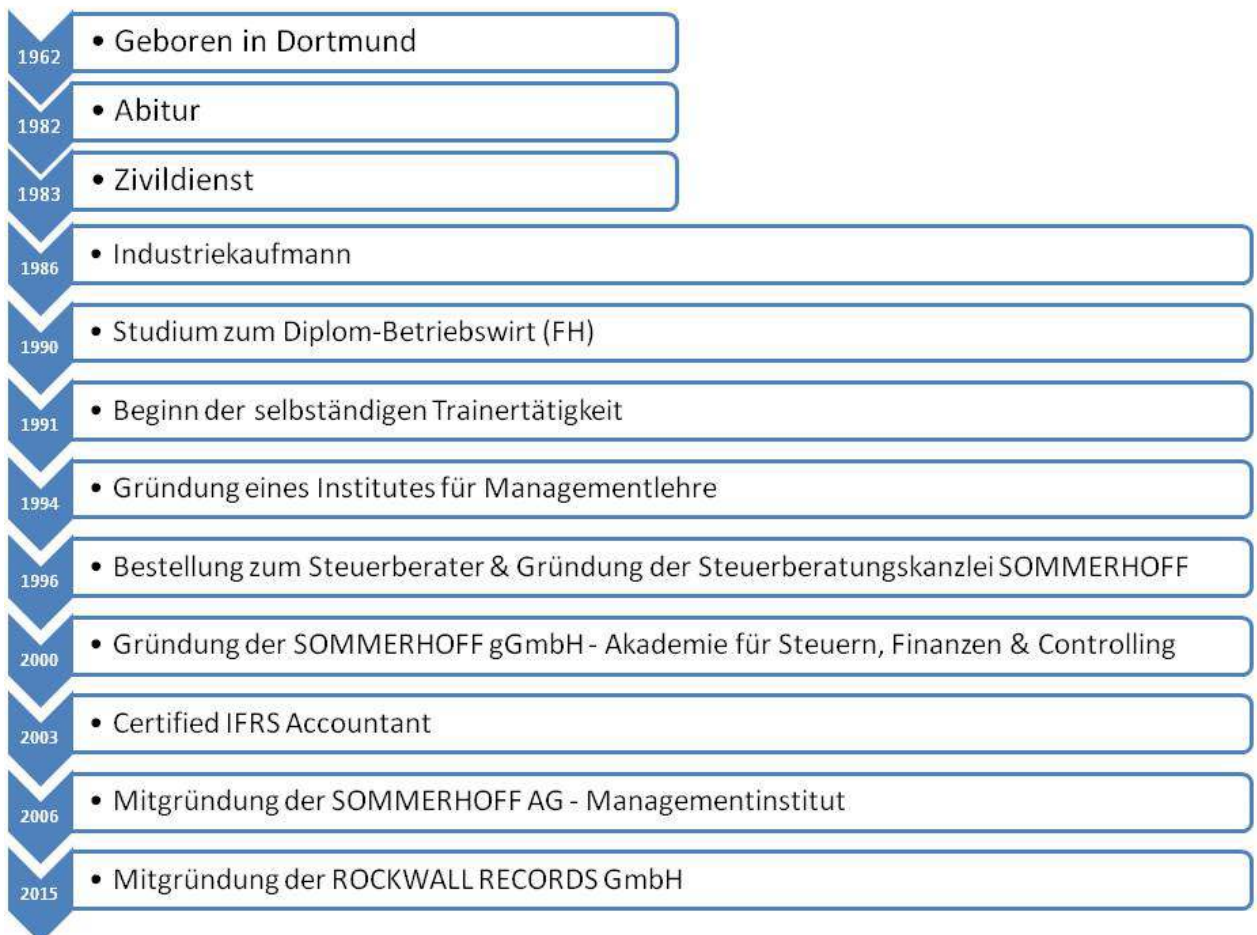 1962
• Geboren in Dortmund
1982
• Abitur
1983
• Zivildienst
1986
• Industriekaufmann
1990
• Studium zum Diplom-Betriebswirt (FH)
1991
• Beginn der selbständigen Trainertätigkeit
1994
• Gründung eines Institutes für Managementlehre
1996
• Bestellung zum Steuerberater & Gründung der Steuerberatungskanzlei SOMMERHOFF
2000
• Gründung der SOMMERHOFF gGmbH - Akademie für Steuern, Finanzen & Controlling
2003
• Certified IFRS Accountant
2006
• Mitgründung der SOMMERHOFF AG - Managementinstitut
2015
• Mitgründung der ROCKWALL RECORDS GmbH